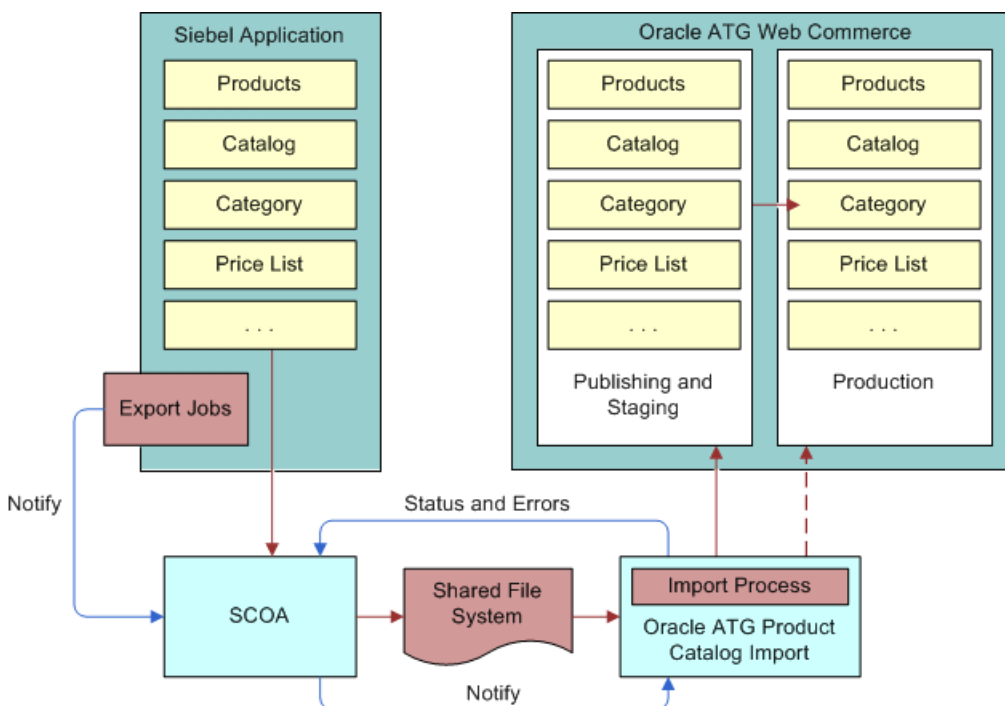 Siebel Application
Products
Catalog
Category
Price List
. . .
Export Jobs
Oracle ATG Web Commerce
Products
Catalog
Category
Price List
. . .
Publishing and
Staging
Products
Catalog
Category
Price List
. . .
Production
Notify
Status and Errors
SCOA
Shared File
System
Import Process
Oracle ATG Product
Catalog Import
Notify